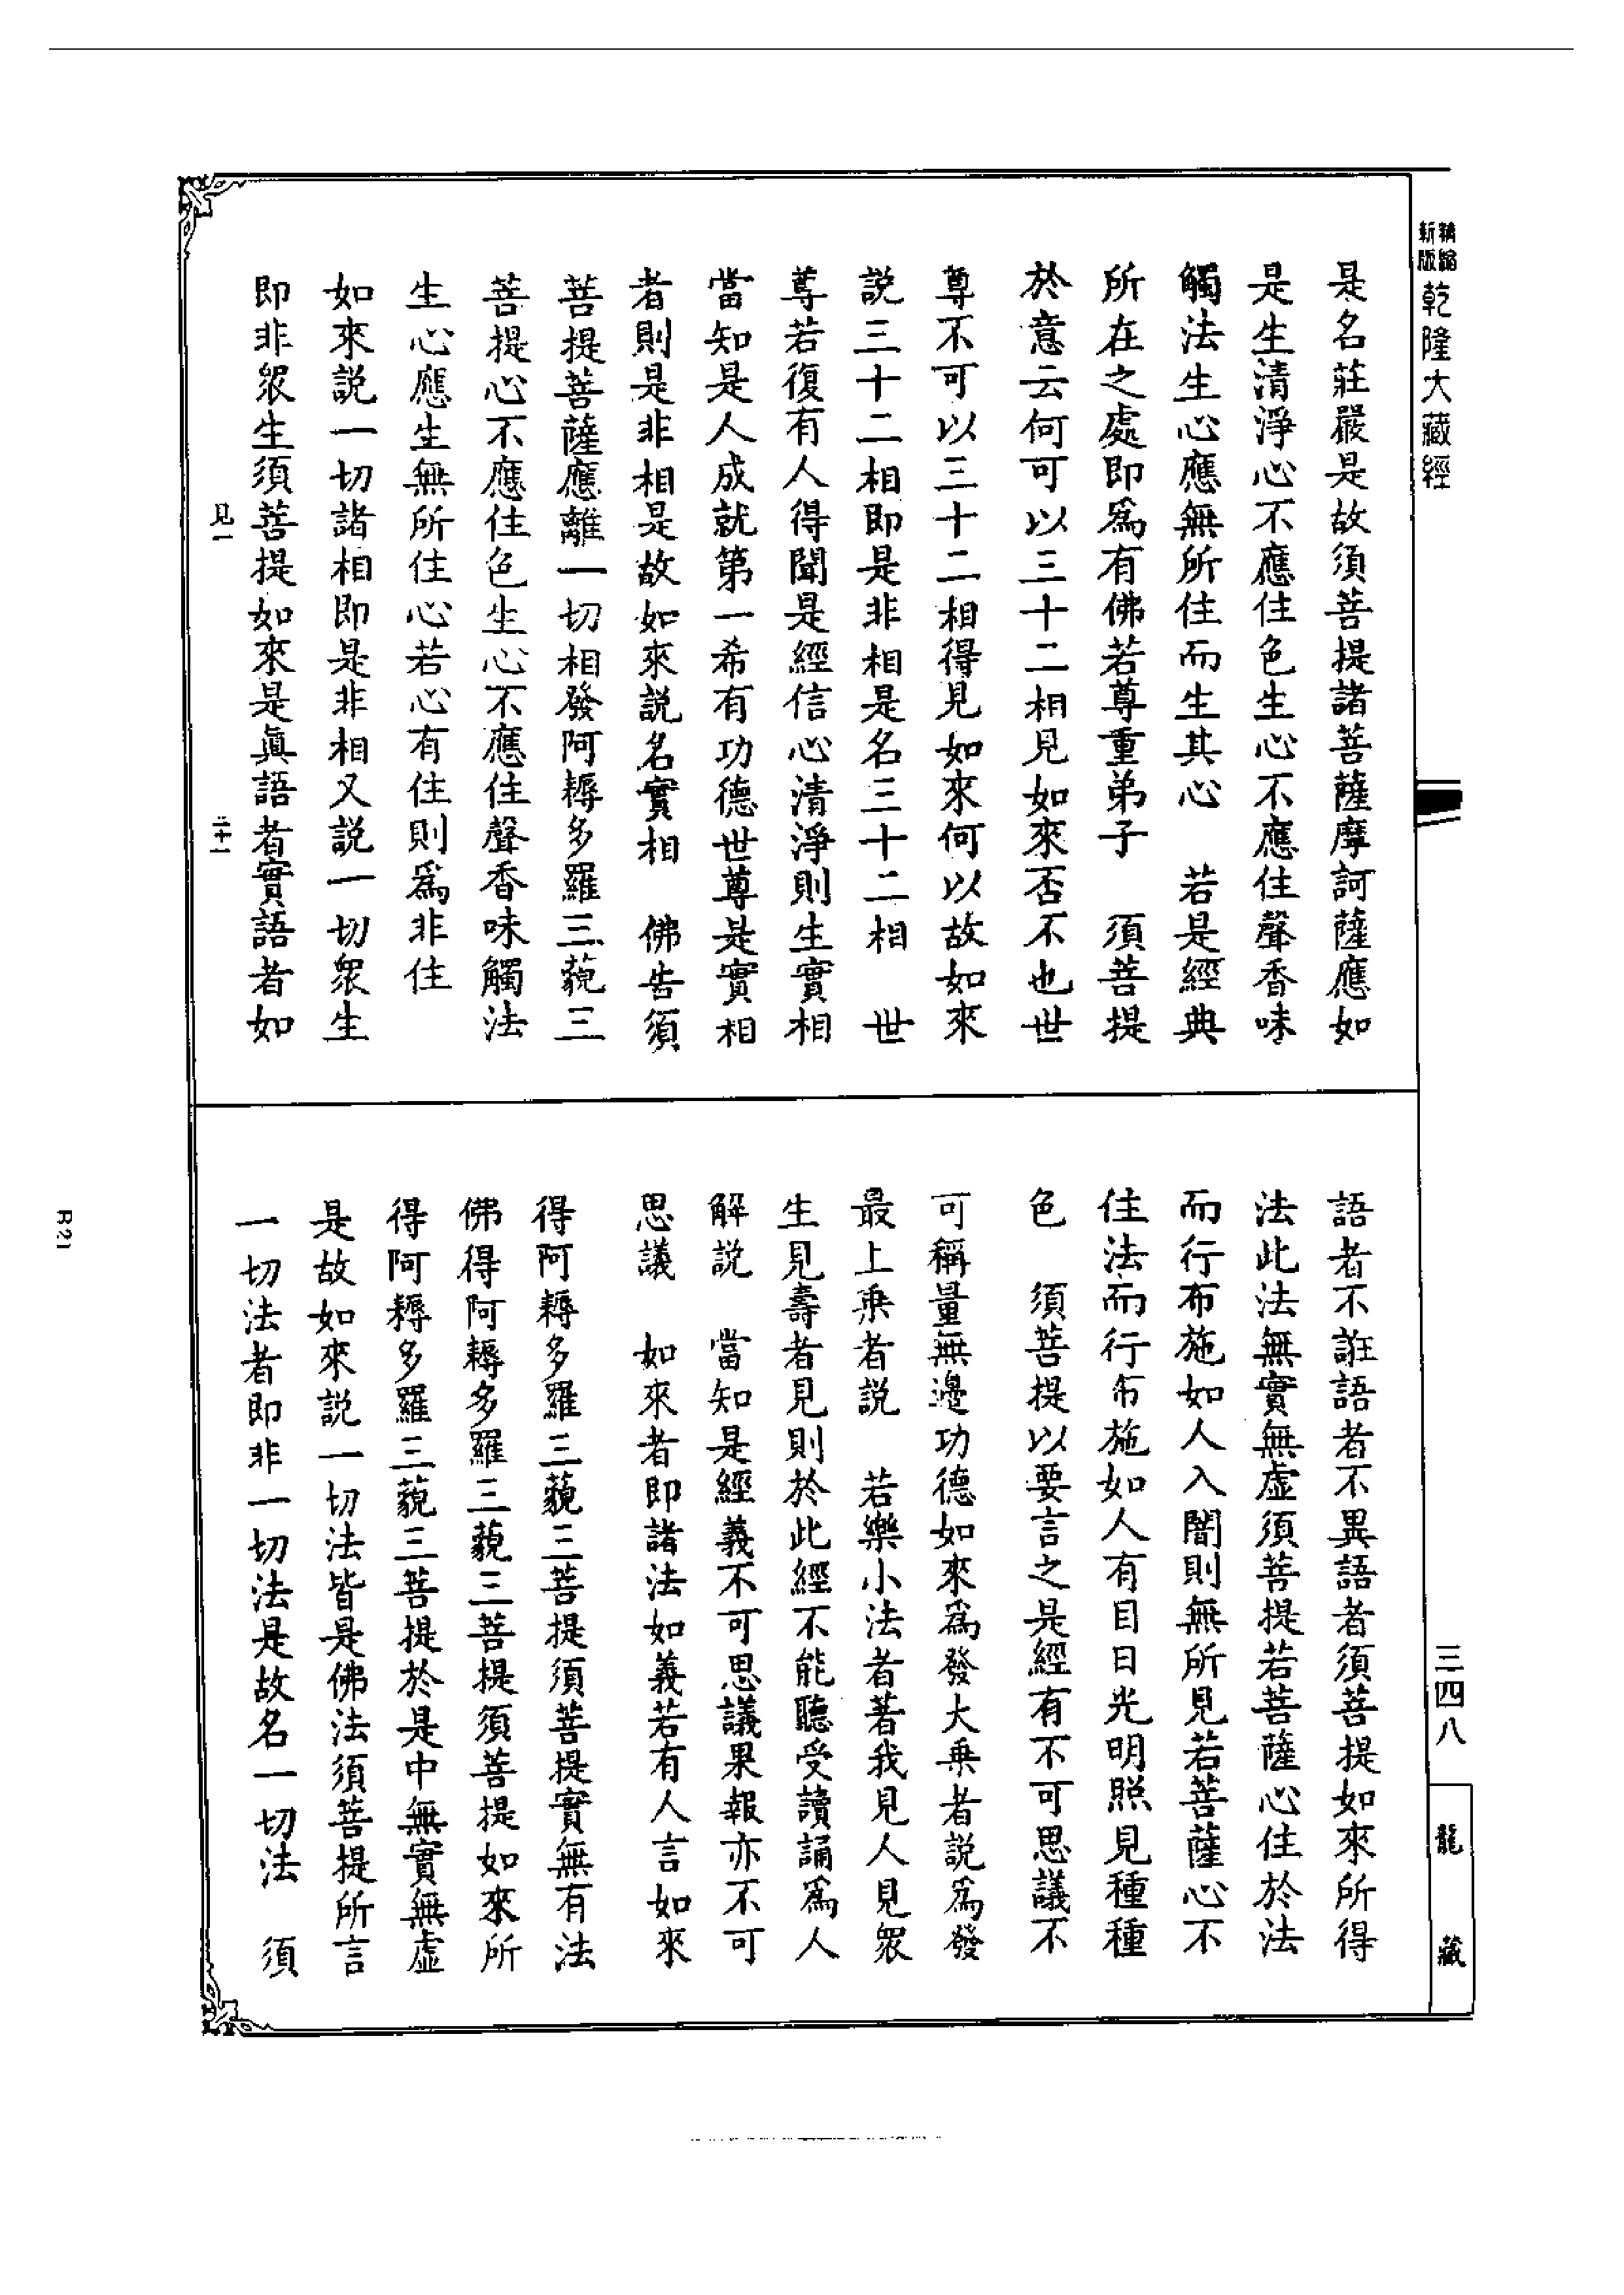 精縮新版乾隆大藏經
是名莊嚴是故須菩提諸菩薩摩訶薩應如
是生清淨心不應住色生心不應住聲香味
觸法生心應無所住而生其心　若是經典
所在之處即爲有佛若尊重弟子　須菩提
於意云何可以三十二相見如來否不也世
尊不可以三十二相得見如來何以故如來
説三十二相即是非相是名三十二相　世
尊若復有人得聞是經信心清淨則生實相
當知是人成就第一希有功德世尊是實相
者則是非相是故如來説名實相　佛告須
菩提菩薩應離一切相發阿耨多羅三藐三
菩提心不應住色生心不應住聲香味觸法
生心應生無所住心若心有住則爲非住
如來説一切諸相即是非相又説一切衆生
即非衆生須菩提如來是真語者實語者如
見一　二十一
語者不誑語者不異語者須菩提如來所得
法此法無實無虛須菩提若菩薩心住於法
而行布施如人入闇則無所見若菩薩心不
住法而行布施如人有目日光明照見種種
色　須菩提以要言之是經有不可思議不
可稱量無邊功德如來爲發大乗者説爲發
最上乗者説　若樂小法者著我見人見衆
生見壽者見則於此經不能聽受讀誦爲人
解説　當知是經義不可思議果報亦不可
思議　如來者即諸法如義若有人言如來
得阿耨多羅三藐三菩提須菩提實無有法
佛得阿耨多羅三藐三菩提須菩提如來所
得阿耨多羅三藐三菩提於是中無實無虛
是故如來説一切法皆是佛法須菩提所言
一切法者即非一切法是故名一切法　須
三四八
龍藏